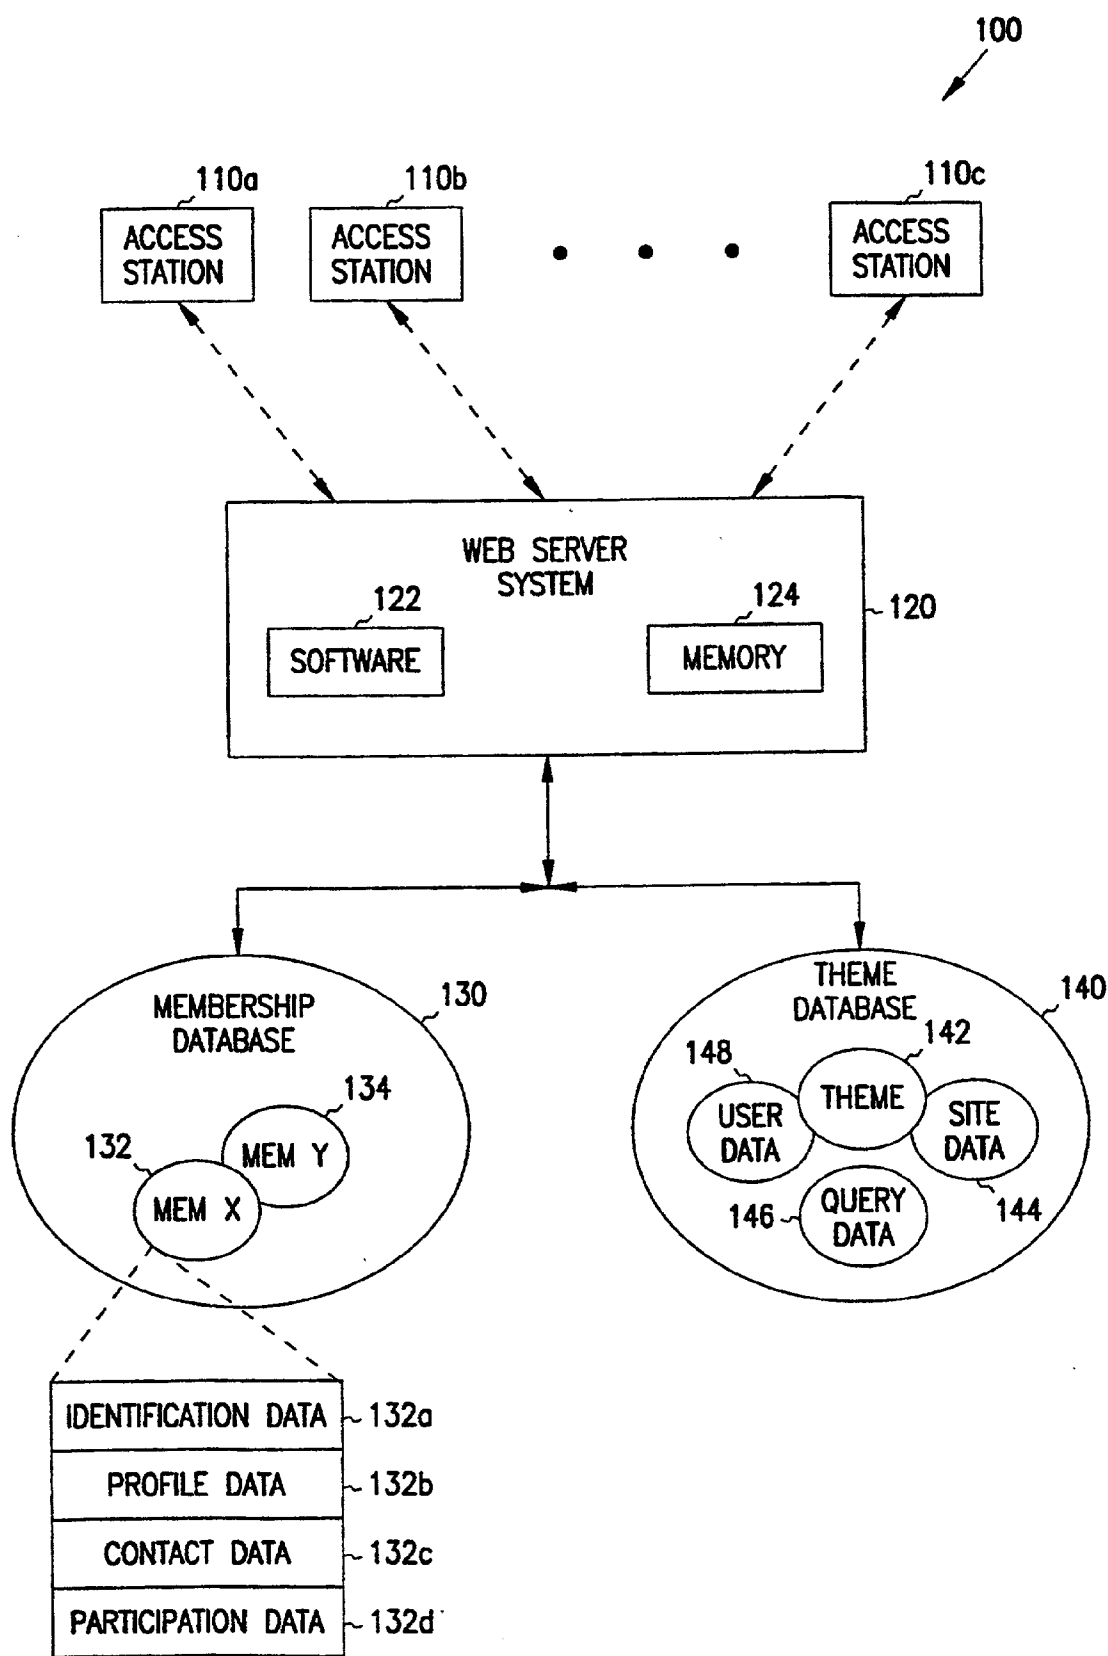 100
110a
110b
110c
ACCESS
STATION
ACCESS
STATION
ACCESS
STATION
WEB SERVER
SYSTEM
122
124
120
SOFTWARE
MEMORY
MEMBERSHIP
DATABASE
130
THEME
DATABASE
140
142
148
THEME
USER
DATA
SITE
DATA
134
132
MEM Y
MEM X
146
QUERY
DATA
144
IDENTIFICATION DATA
132a
PROFILE DATA
132b
CONTACT DATA
132c
PARTICIPATION DATA
132d